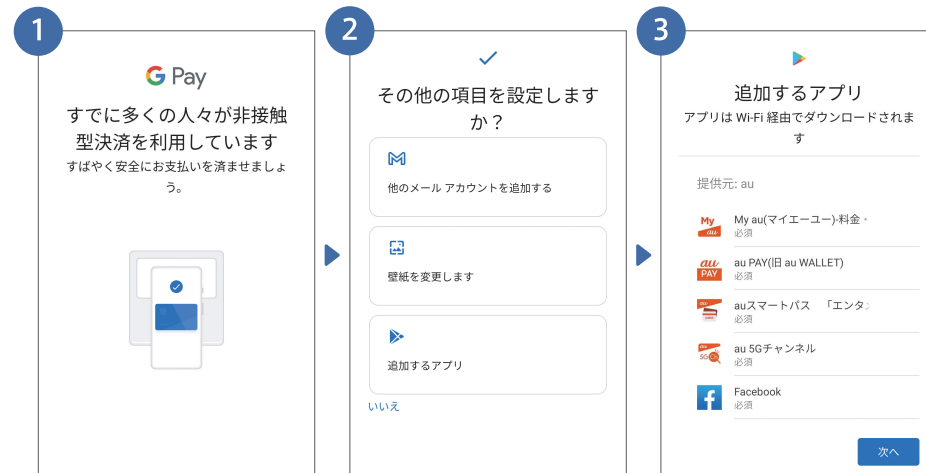 1
G Pay
すでに多くの人々が非接触
型決済を利用しています
すばやく安全にお支払いを済ませましょ
う。
2
その他の項目を設定します
か？
他のメール アカウントを追加する
壁紙を変更します
追加するアプリ
いいえ
3
追加するアプリ
アプリは Wi-Fi 経由でダウンロードされま
す
提供元: au
My au
My au(マイエーユー)-料金・
必須
au PAY
au PAY(旧 au WALLET)
必須
auスマートパス 「エンタ
必須
au 5Gチャンネル
必須
Facebook
必須
次へ